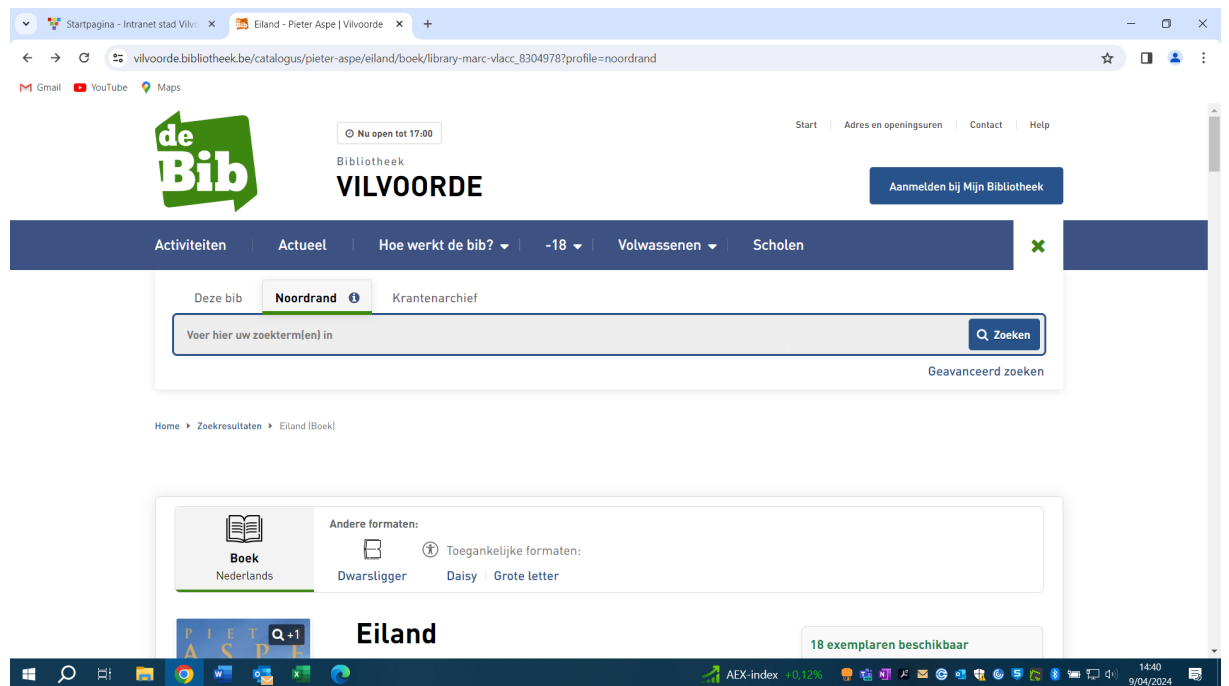 Startpagina - Intranet stad Vilvo
Eiland - Pieter Aspe | Vilvoorde
vilvoorde.bibliotheek.be/catalogus/pieter-aspe/eiland/boek/library-marc-vlacc_8304978?profile=noordrand
Gmail YouTube Maps
de
Bib
Nu open tot 17:00
Start Adres en openingsuren Contact Help
Bibliotheek
VILVOORDE
Aanmelden bij Mijn Bibliotheek
Activiteiten Actueel Hoe werkt de bib? -18 Volwassenen Scholen
Deze bib Noordrand Krantenarchief
Voer hier uw zoekterm(en) in
Zoeken
Geavanceerd zoeken
Home Zoekresultaten Eiland (Boek)
Boek
Nederlands
Andere formaten:
Dwarsligger
Toegankelijke formaten:
Daisy Grote letter
PIET
ASPE
+1
Eiland
18 exemplaren beschikbaar
AEX-index +0,12%
14:40
9/04/2024